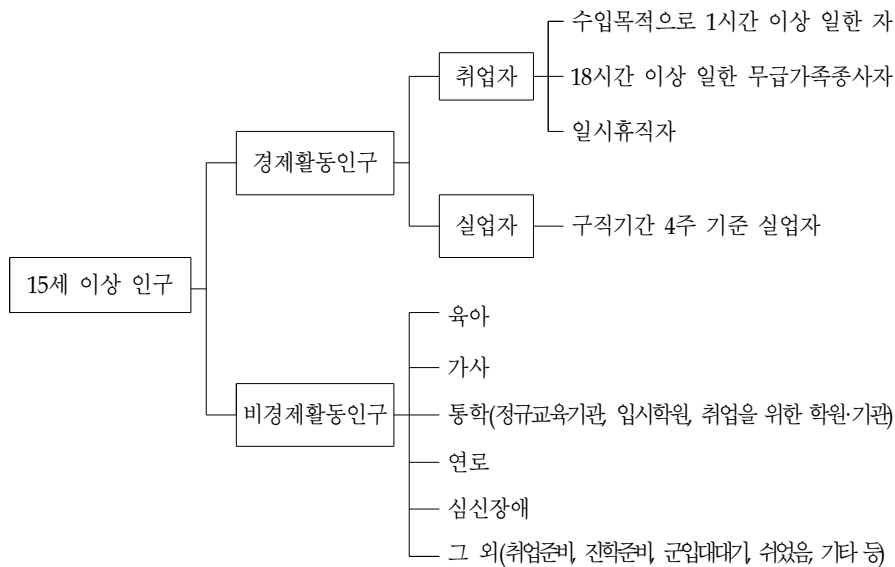 수입목적으로 1시간 이상 일한 자
취업자
18시간 이상 일한 무급가족종사자
일시휴직자
경제활동인구
실업자
구직기간 4주 기준 실업자
15세 이상 인구
육아
가사
비경제활동인구
통학(정규교육기관, 입시학원, 취업을 위한 학원·기관)
연로
심신장애
그 외(취업준비, 진학준비, 군입대대기, 쉬었음, 기타 등)